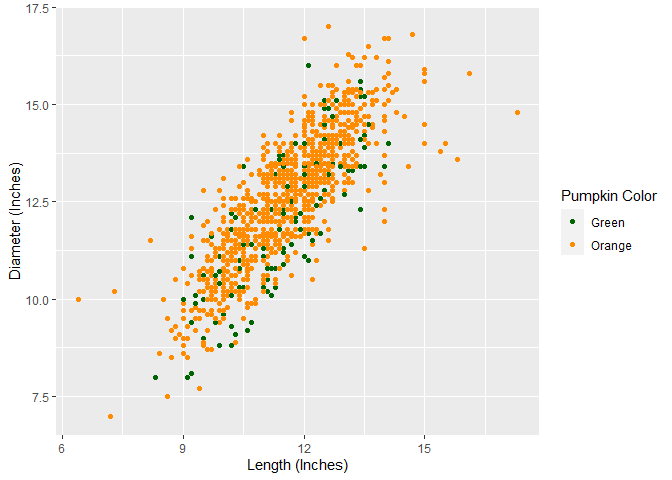 17.5
15.0
12.5
10.0
7.5
Diameter (Inches)
6
9
12
15
Length (Inches)
Pumpkin Color
Green
Orange